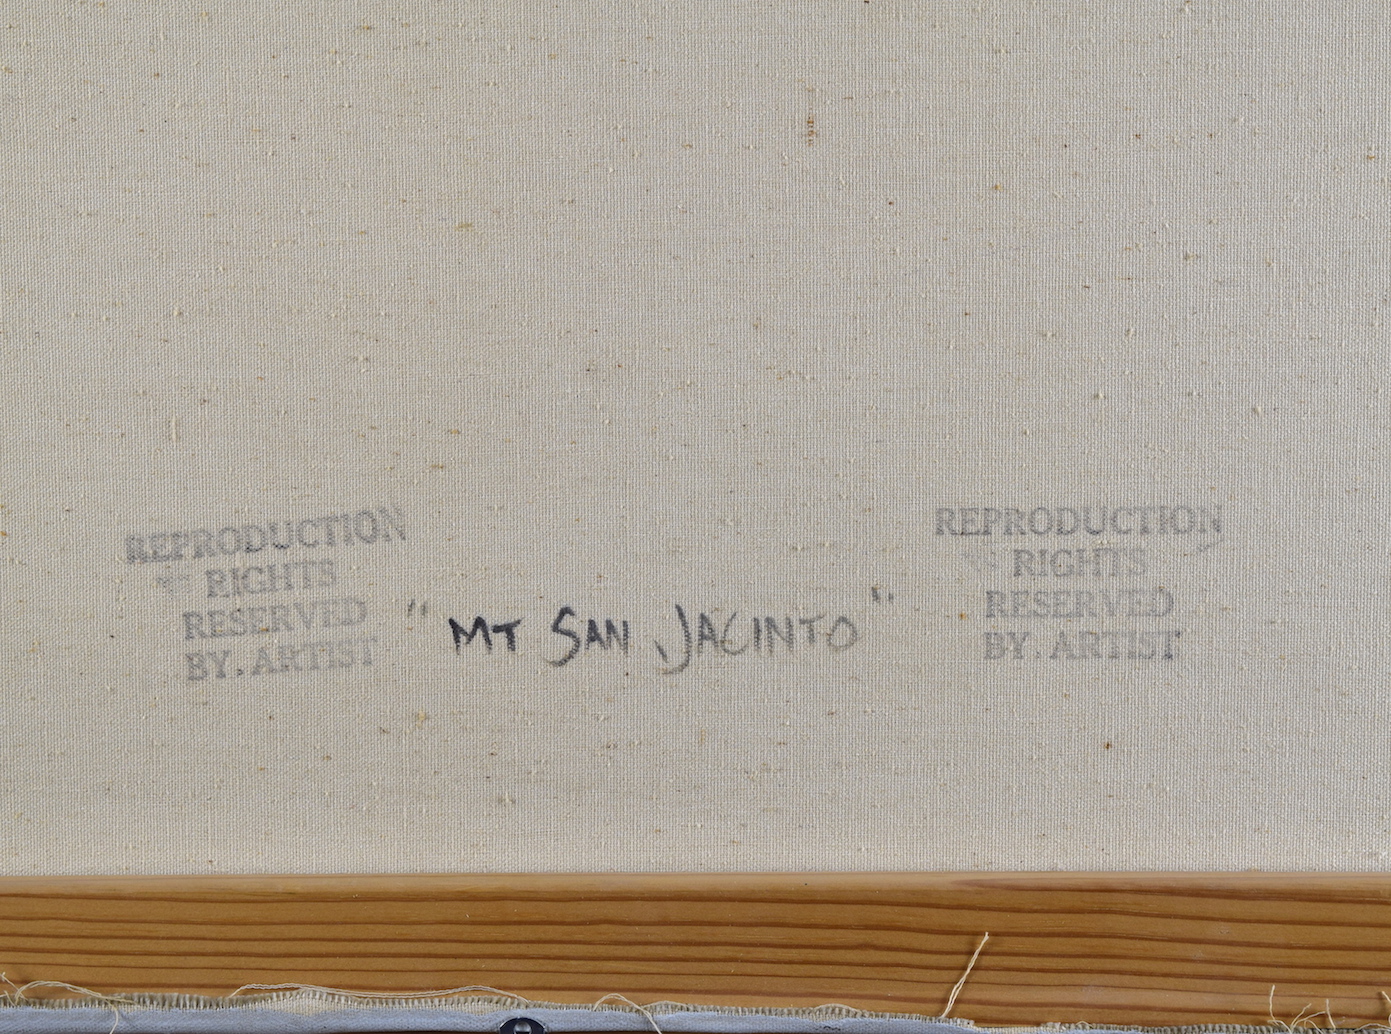 REPRODUCTION
RIGHTS
RESERVED
BY. ARTIST
"MT SAN JACINTO"
REPRODUCTION
RIGHTS
RESERVED
BY. ARTIST